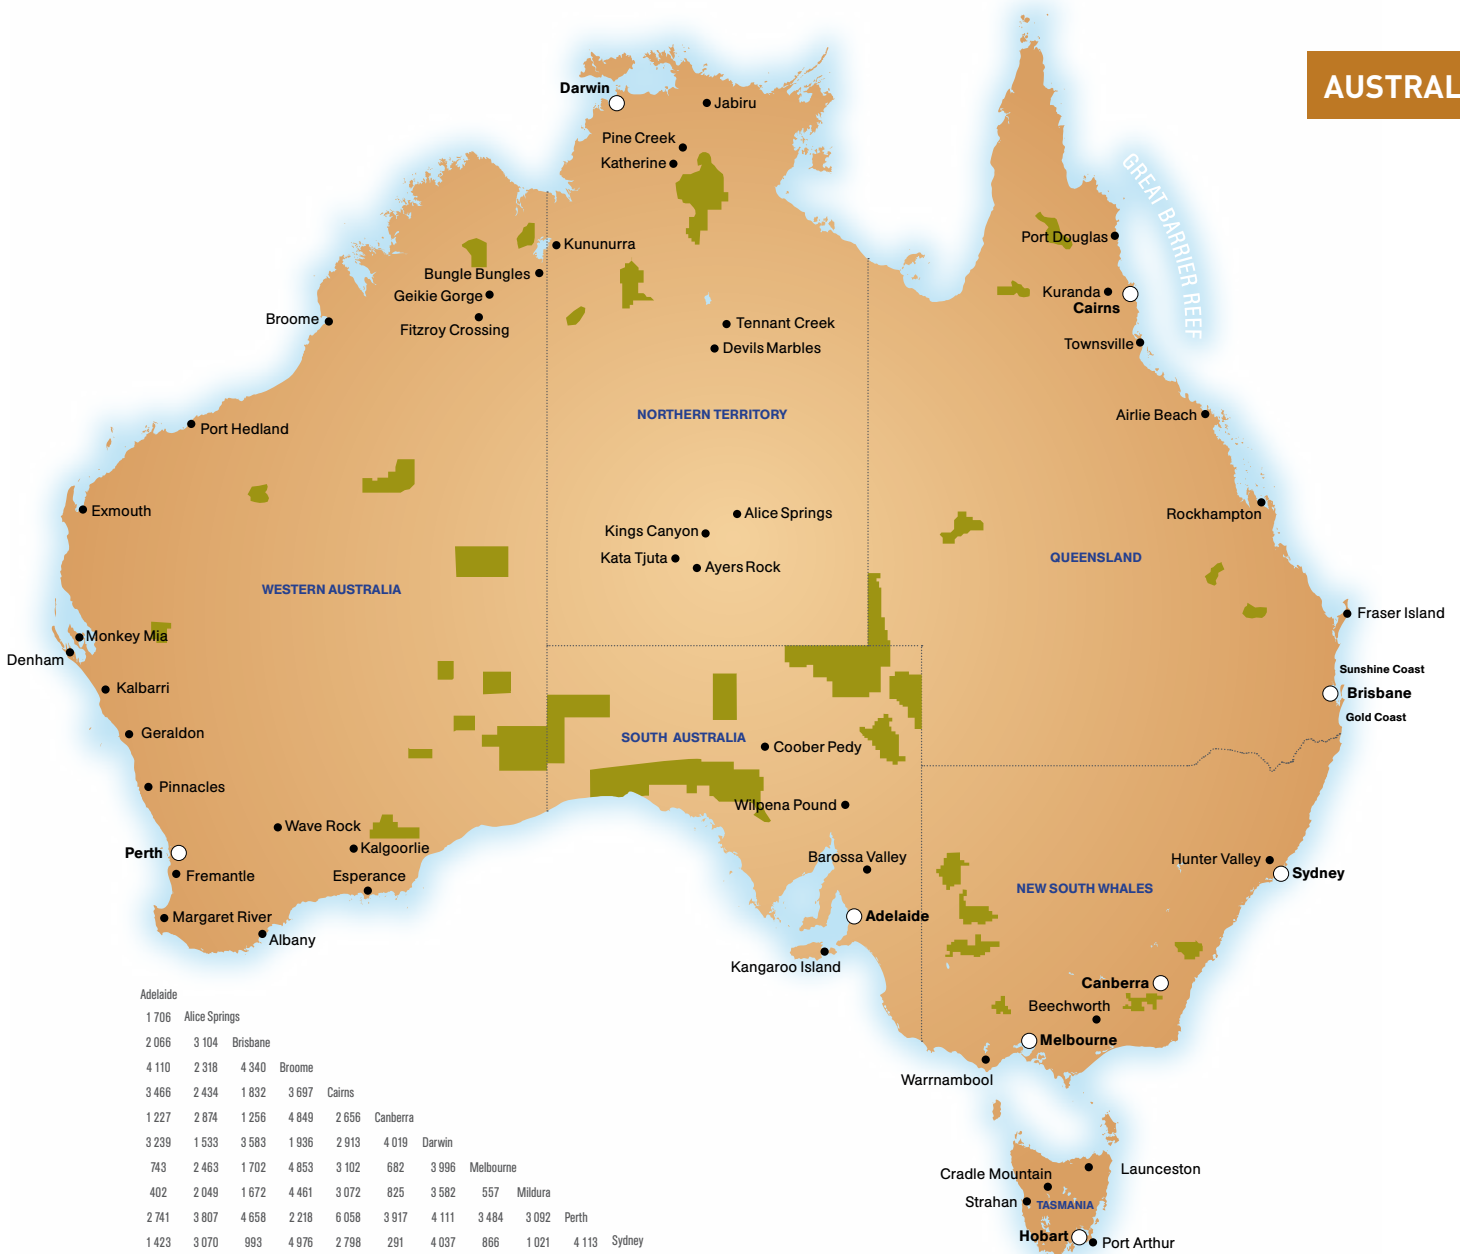 AUSTRAL
Darwin
Jabiru
Pine Creek
Katherine
GREAT BARRIER REEF
Port Douglas
Kununurra
Bungle Bungles
Geikie Gorge
Kuranda
Cairns
Broome
Fitzroy Crossing
Tennant Creek
Devils Marbles
Townsville
NORTHERN TERRITORY
Airlie Beach
Port Hedland
Exmouth
Alice Springs
Rockhampton
Kings Canyon
Kata Tjuta
Ayers Rock
QUEENSLAND
WESTERN AUSTRALIA
Fraser Island
Monkey Mia
Denham
Sunshine Coast
Kalbarri
Brisbane
Gold Coast
Geraldon
SOUTH AUSTRALIA
Coober Pedy
Pinnacles
Wilpena Pound
Wave Rock
Kalgoorlie
Perth
Barossa Valley
Hunter Valley
Fremantle
Esperance
Sydney
NEW SOUTH WHALES
Margaret River
Adelaide
Albany
Kangaroo Island
Canberra
Beechworth
Melbourne
Warrnambool
Adelaide
1 706 Alice Springs
2 066 3 104 Brisbane
4 110 2 318 4 340 Broome
3 466 2 434 1 832 3 697 Cairns
1 227 2 874 1 256 4 849 2 656 Canberra
3 239 1 533 3 583 1 936 2 913 4 019 Darwin
743 2 463 1 702 4 853 3 102 682 3 996 Melbourne
402 2 049 1 672 4 461 3 072 825 3 582 557 Mildura
2 741 3 807 4 658 2 218 6 058 3 917 4 111 3 484 3 092 Perth
1 423 3 070 993 4 976 2 798 291 4 037 866 1 021 4 113 Sydney
Launceston
Cradle Mountain
Strahan
TASMANIA
Hobart
Port Arthur